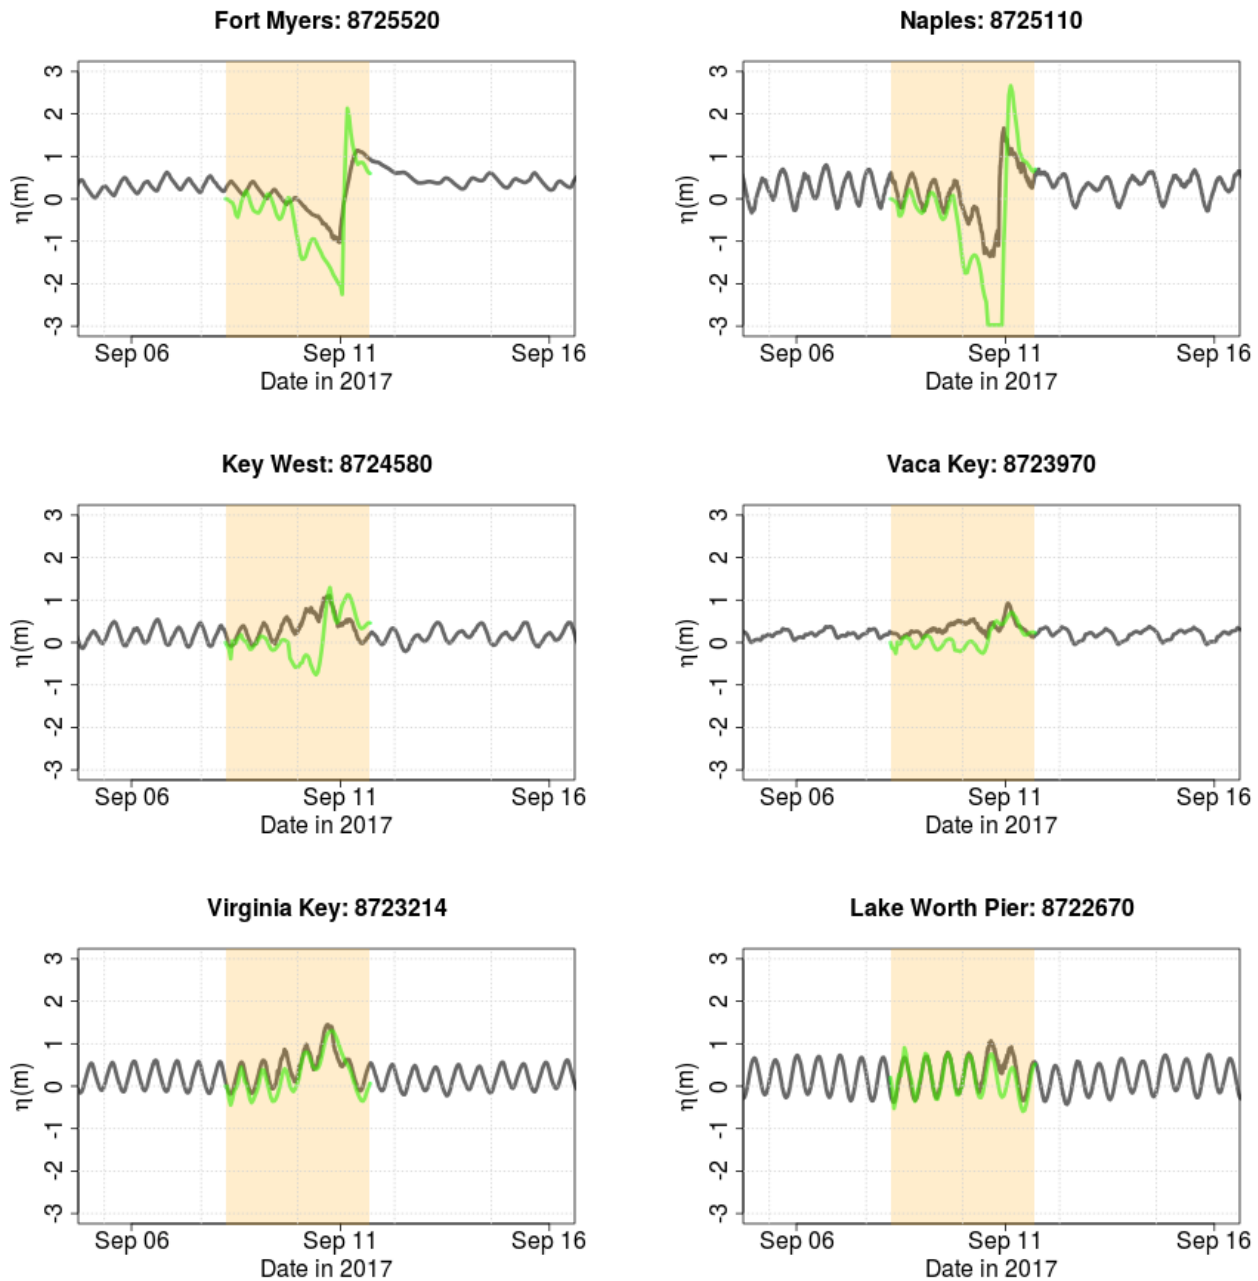 Fort Myers: 8725520
η(m)
3
2
1
0
-1
-2
-3
Sep 06 Sep 11 Sep 16
Date in 2017
Naples: 8725110
η(m)
3
2
1
0
-1
-2
-3
Sep 06 Sep 11 Sep 16
Date in 2017
Key West: 8724580
η(m)
3
2
1
0
-1
-2
-3
Sep 06 Sep 11 Sep 16
Date in 2017
Vaca Key: 8723970
η(m)
3
2
1
0
-1
-2
-3
Sep 06 Sep 11 Sep 16
Date in 2017
Virginia Key: 8723214
η(m)
3
2
1
0
-1
-2
-3
Sep 06 Sep 11 Sep 16
Date in 2017
Lake Worth Pier: 8722670
η(m)
3
2
1
0
-1
-2
-3
Sep 06 Sep 11 Sep 16
Date in 2017